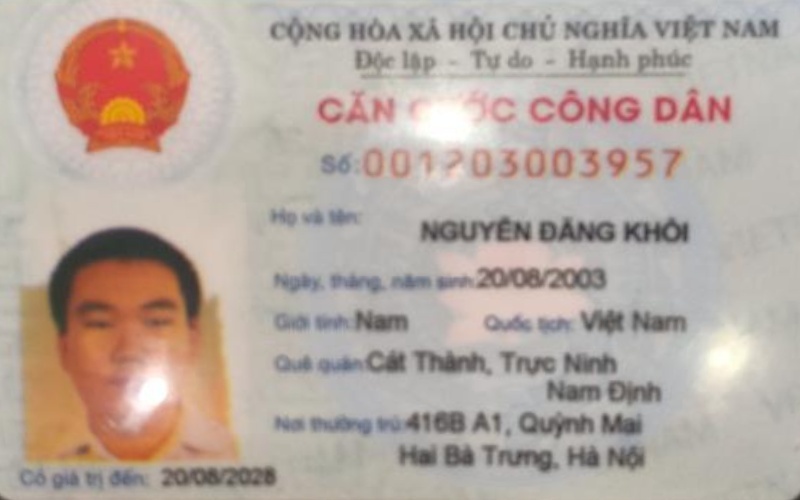 CỘNG HÒA XÃ HỘI CHỦ NGHĨA VIỆT NAM
Độc lập - Tự do - Hạnh phúc
CĂN CƯỚC CÔNG DÂN
Số: 001203003957
Họ và tên: NGUYỄN ĐĂNG KHÔI
Ngày, tháng, năm sinh: 20/08/2003
Giới tính: Nam Quốc tịch: Việt Nam
Quê quán: Cát Thành, Trực Ninh
Nam Định
Nơi thường trú: 416B A1, Quỳnh Mai
Hai Bà Trưng, Hà Nội
Có giá trị đến: 20/08/2028